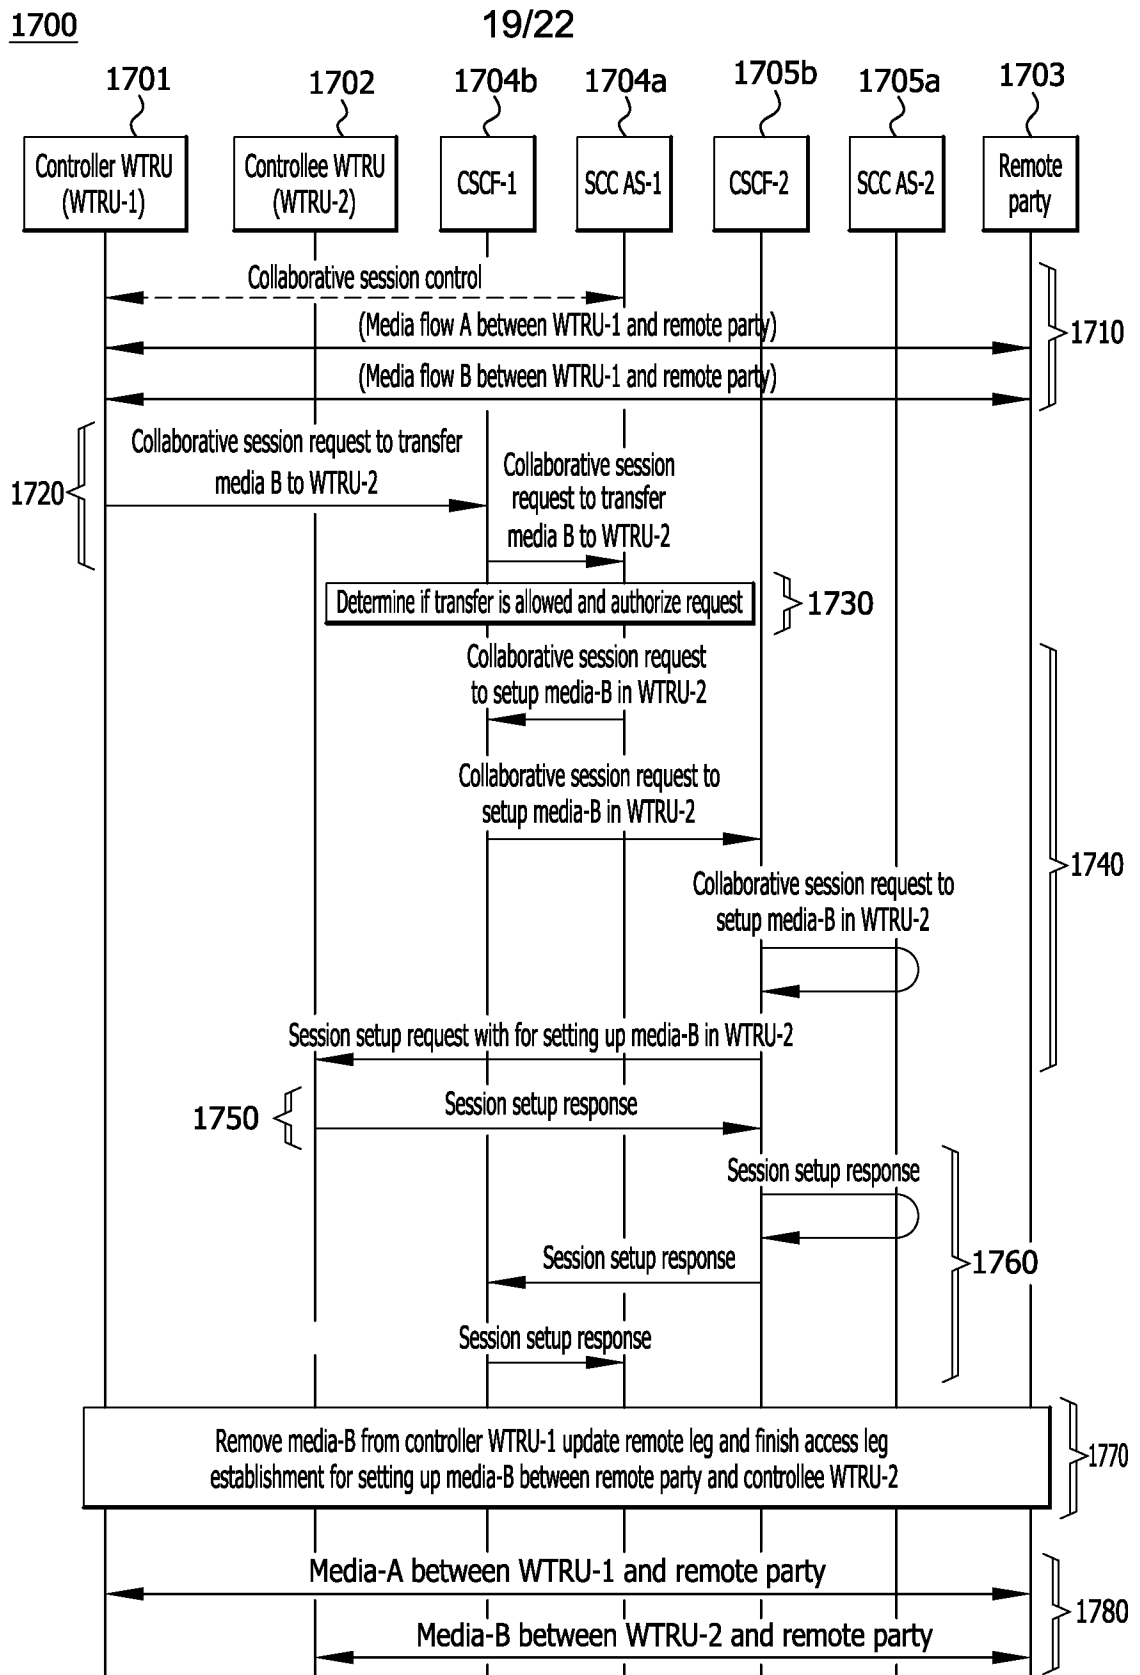 1700
19/22
1701
1702
1704b
1704a
1705b
1705a
1703
Controller WTRU
(WTRU-1)
Controllee WTRU
(WTRU-2)
CSCF-1
SCC AS-1
CSCF-2
SCC AS-2
Remote
party
Collaborative session control
(Media flow A between WTRU-1 and remote party)
(Media flow B between WTRU-1 and remote party)
1710
Collaborative session request to transfer
media B to WTRU-2
1720
Collaborative session
request to transfer
media B to WTRU-2
Determine if transfer is allowed and authorize request
1730
Collaborative session request
to setup media-B in WTRU-2
Collaborative session request to
setup media-B in WTRU-2
1740
Collaborative session request to
setup media-B in WTRU-2
Session setup request with for setting up media-B in WTRU-2
1750
Session setup response
Session setup response
Session setup response
1760
Session setup response
Remove media-B from controller WTRU-1 update remote leg and finish access leg
establishment for setting up media-B between remote party and controllee WTRU-2
1770
Media-A between WTRU-1 and remote party
1780
Media-B between WTRU-2 and remote party